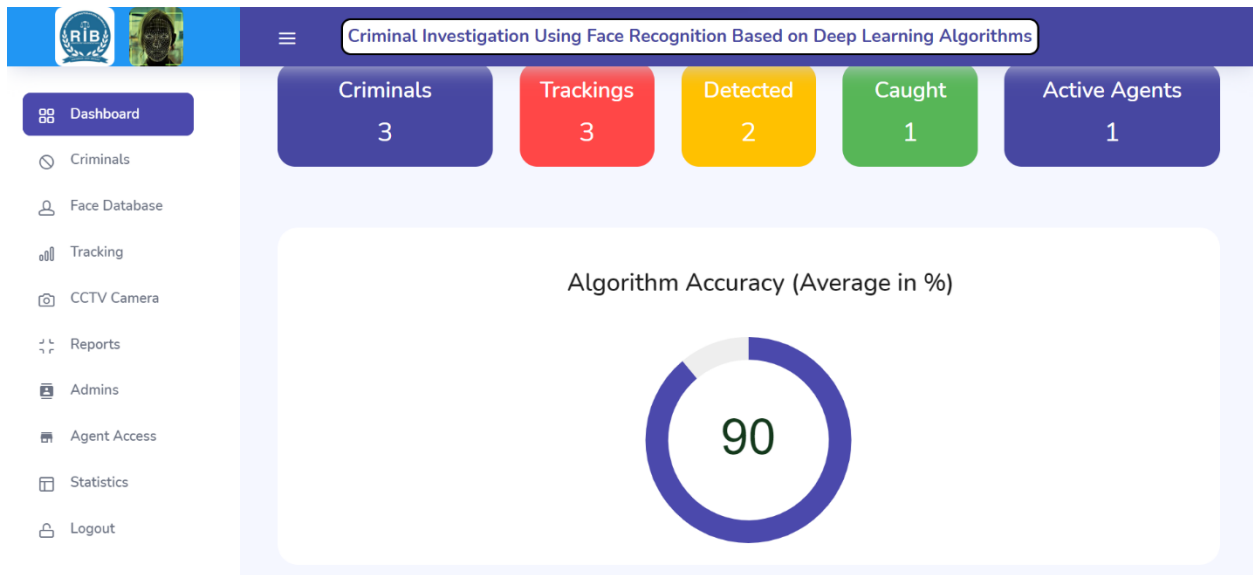 RIB
Criminal Investigation Using Face Recognition Based on Deep Learning Algorithms
Dashboard
Criminals
Face Database
Tracking
CCTV Camera
Reports
Admins
Agent Access
Statistics
Logout
Criminals
3
Trackings
3
Detected
2
Caught
1
Active Agents
1
Algorithm Accuracy (Average in %)
90